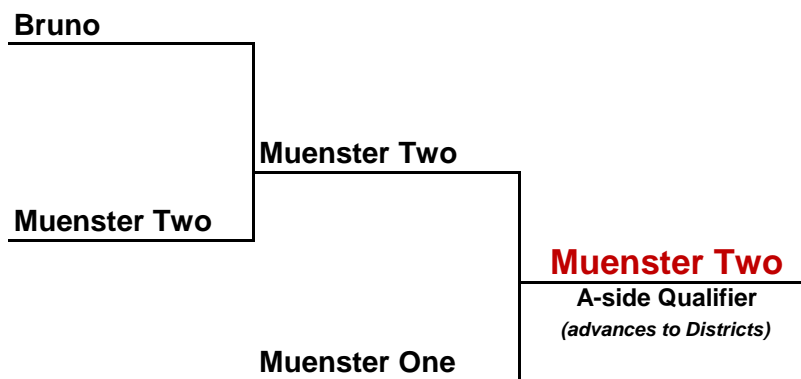 Bruno
Muenster Two
Muenster Two
Muenster Two
A-side Qualifier
(advances to Districts)
Muenster One